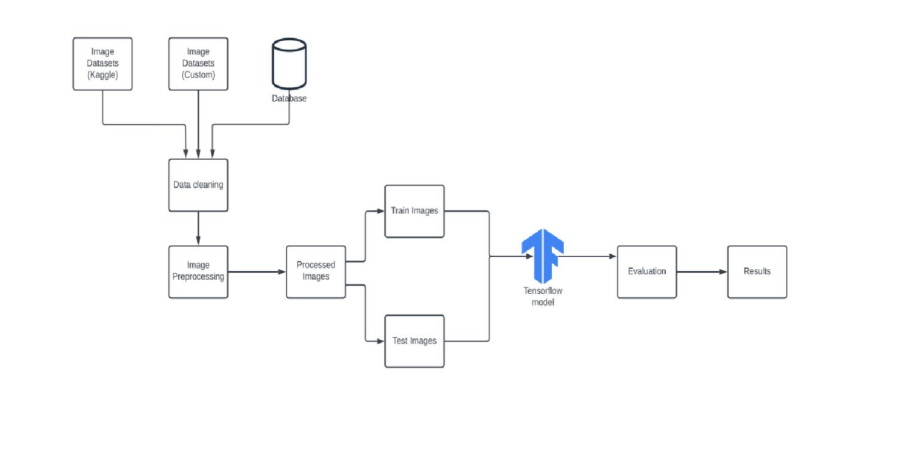 Image
Datasets
(Kaggle)
Image
Datasets
(Custom)
Database
Data cleaning
Image
Preprocessing
Processed
Images
Train Images
Test Images
Tensorflow
model
Evaluation
Results